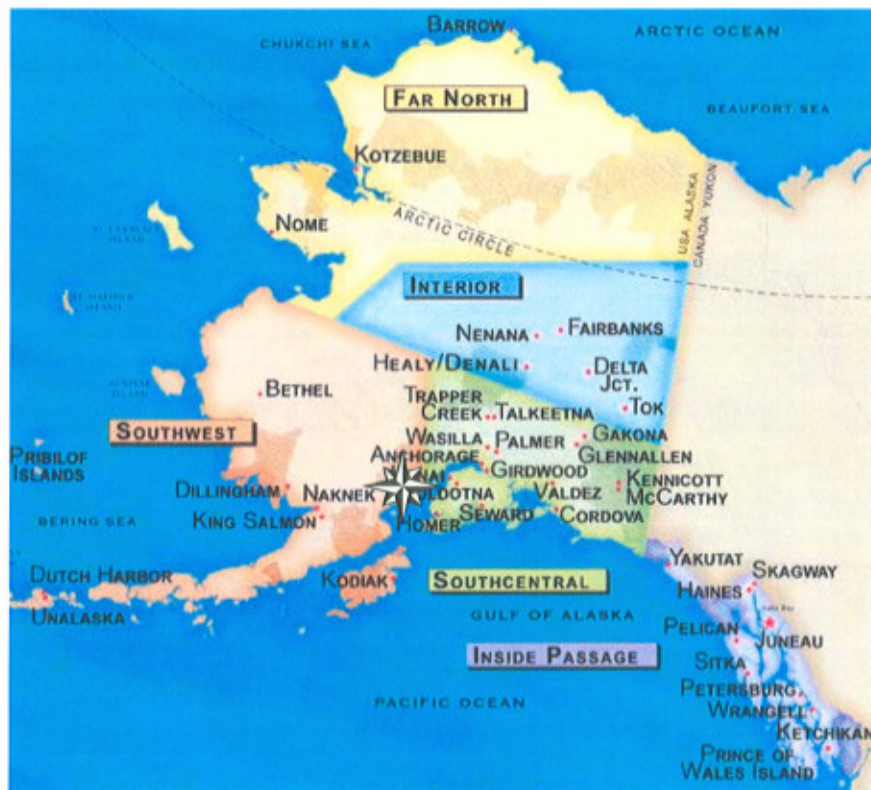 BARROW
ARCTIC OCEAN
CHUKCHI SEA
FAR NORTH
BEAUFORT SEA
KOTZEBUE
USA ALASKA
CANADA YUKON
ARCTIC CIRCLE
NOME
INTERIOR
NENANA
FAIRBANKS
HEALY/DENALI
DELTA
JCT.
BETHEL
TRAPPER
CREEK
TALKEETNA
TOK
SOUTHWEST
WASILLA
PALMER
GAKONA
ANCHORAGE
GLENNALLEN
PRIBILOF
ISLANDS
GIRDWOOD
KENNICOTT
DILLINGHAM
NAKNEK
VALDEZ
MCCARTHY
KING SALMON
HOMER
SEWARD
CORDOVA
BERING SEA
YAKUTAT
SKAGWAY
DUTCH HARBOR
KODIAK
SOUTHCENTRAL
HAINES
UNALASKA
GULF OF ALASKA
PELICAN
JUNEAU
INSIDE PASSAGE
SITKA
PETERSBURG
PACIFIC OCEAN
WRANGELL
KETCHIKAN
PRINCE OF
WALES ISLAND